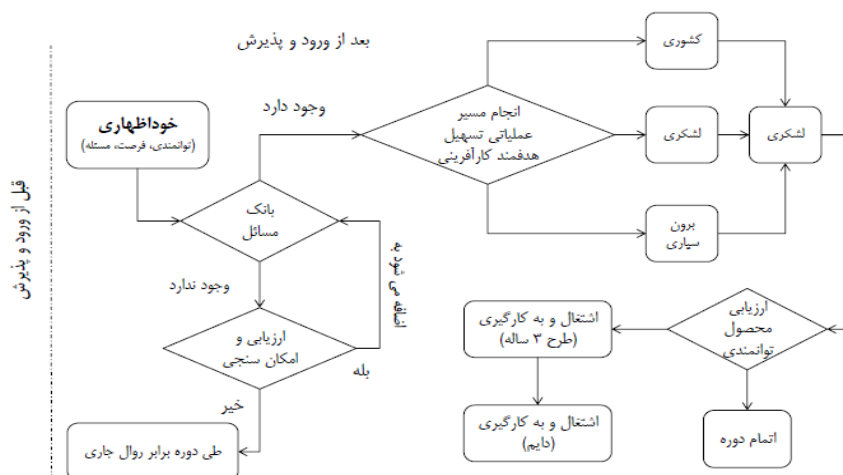 بعد از ورود و پذیرش
قبل از ورود و پذیرش
خوداظهاری
(توانمندی، فرصت، مسئله)
بانک
مسائل
وجود دارد
وجود ندارد
اضافه می شود به
ارزیابی و
امکان سنجی
بله
خیر
طی دوره برابر روال جاری
انجام مسیر
عملیاتی تسهیل
هدفمند کارآفرینی
کشوری
لشکری
برون
سپاری
لشکری
ارزیابی
محصول
توانمندی
اشتغال و به کارگیری
(طرح ۳ ساله)
اشتغال و به کارگیری
(دایم)
اتمام دوره